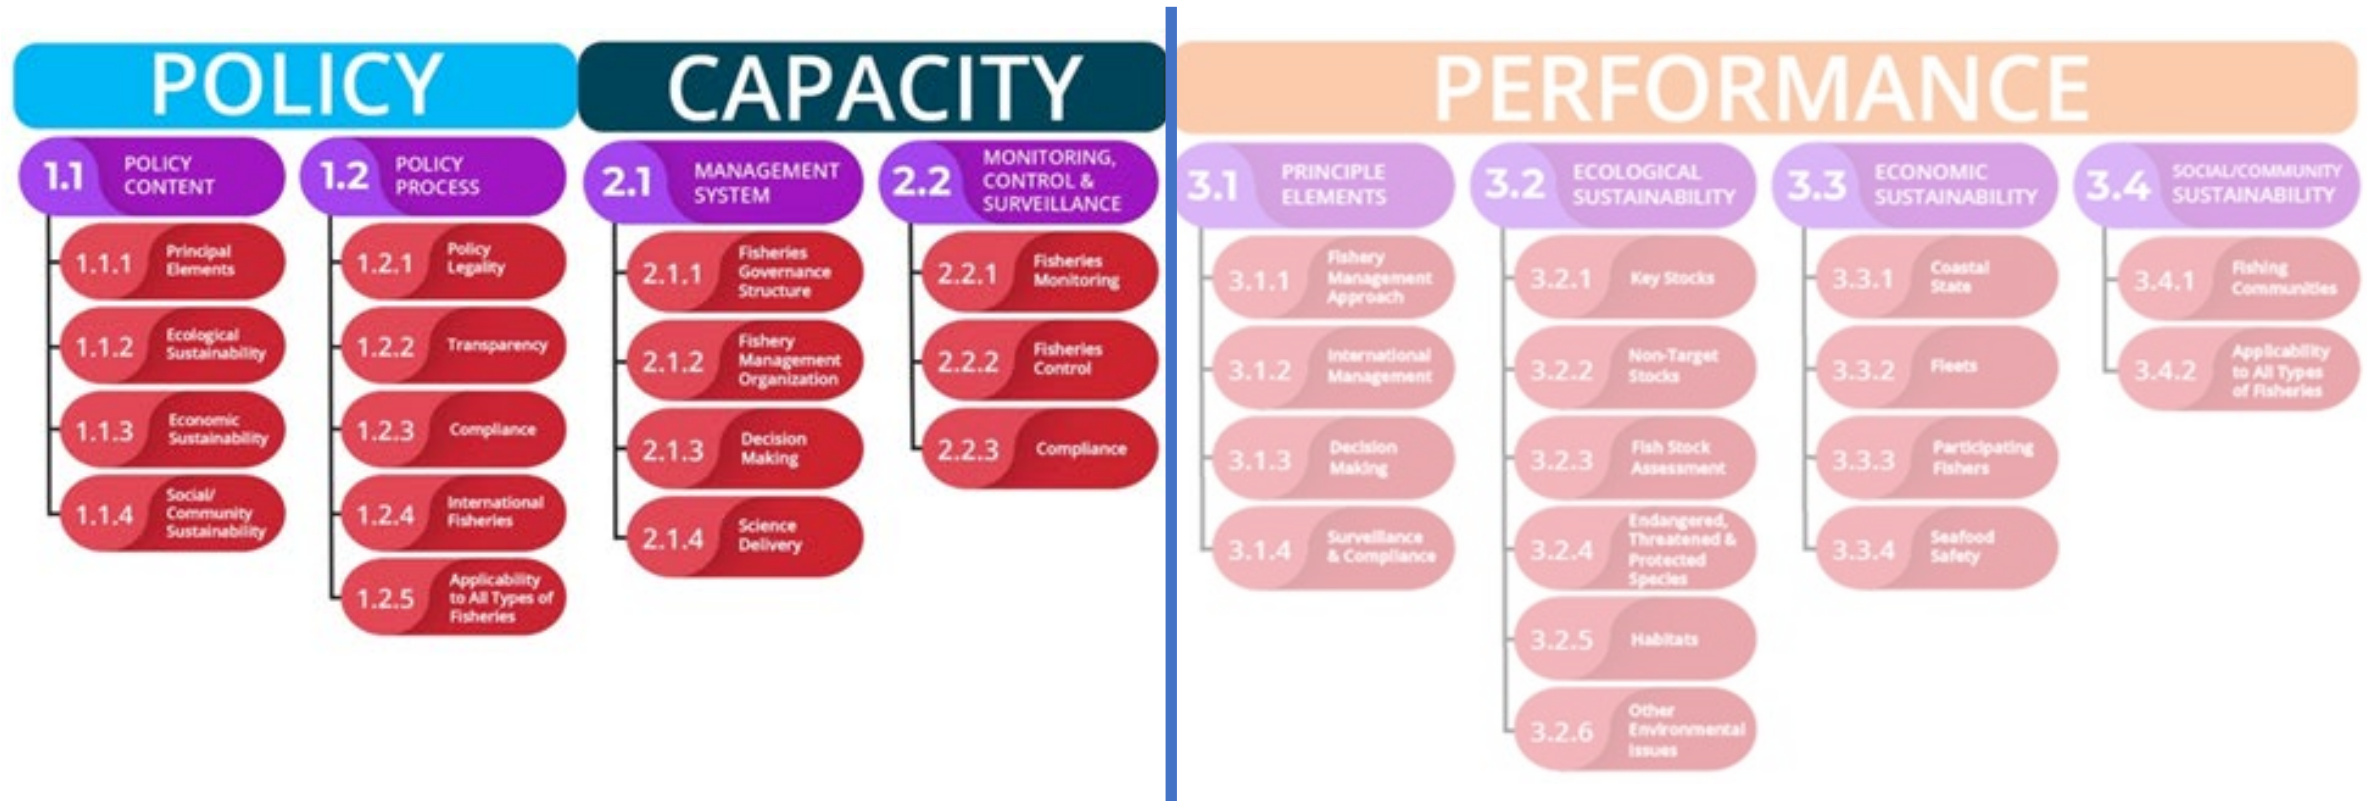 POLICY
CAPACITY
PERFORMANCE
1.1
POLICY
CONTENT
1.1.1
Principal
Elements
1.1.2
Ecological
Sustainability
1.1.3
Economic
Sustainability
1.1.4
Social/
Community
Sustainability
1.2
POLICY
PROCESS
1.2.1
Policy
Legality
1.2.2
Transparency
1.2.3
Compliance
1.2.4
International
Fisheries
1.2.5
Applicability
to All Types of
Fisheries
2.1
MANAGEMENT
SYSTEM
2.1.1
Fisheries
Governance
Structure
2.1.2
Fishery
Management
Organization
2.1.3
Decision
Making
2.1.4
Science
Delivery
2.2
MONITORING,
CONTROL &
SURVEILLANCE
2.2.1
Fisheries
Monitoring
2.2.2
Fisheries
Control
2.2.3
Compliance
3.1
PRINCIPLE
ELEMENTS
3.1.1
Fishery
Management
Approach
3.1.2
International
Management
3.1.3
Decision
Making
3.1.4
Surveillance
& Compliance
3.2
ECOLOGICAL
SUSTAINABILITY
3.2.1
Key Stocks
3.2.2
Non-Target
Stocks
3.2.3
Fish Stock
Assessment
3.2.4
Endangered,
Threatened &
Protected
Species
3.2.5
Habitats
3.2.6
Other
Environmental
Issues
3.3
ECONOMIC
SUSTAINABILITY
3.3.1
Coastal
State
3.3.2
Fleets
3.3.3
Participating
Fishers
3.3.4
Seafood
Safety
3.4
SOCIAL/COMMUNITY
SUSTAINABILITY
3.4.1
Fishing
Communities
3.4.2
Applicability
to All Types
of Fisheries